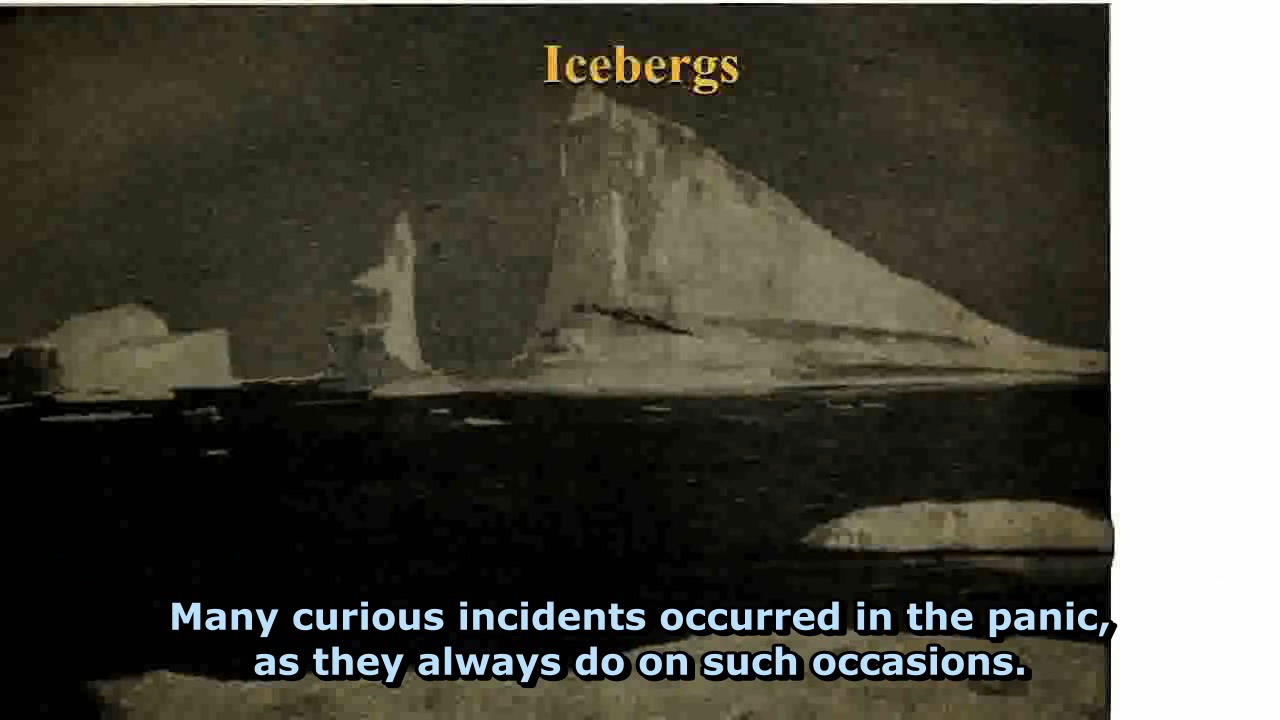 Icebergs
Many curious incidents occurred in the panic,
as they always do on such occasions.